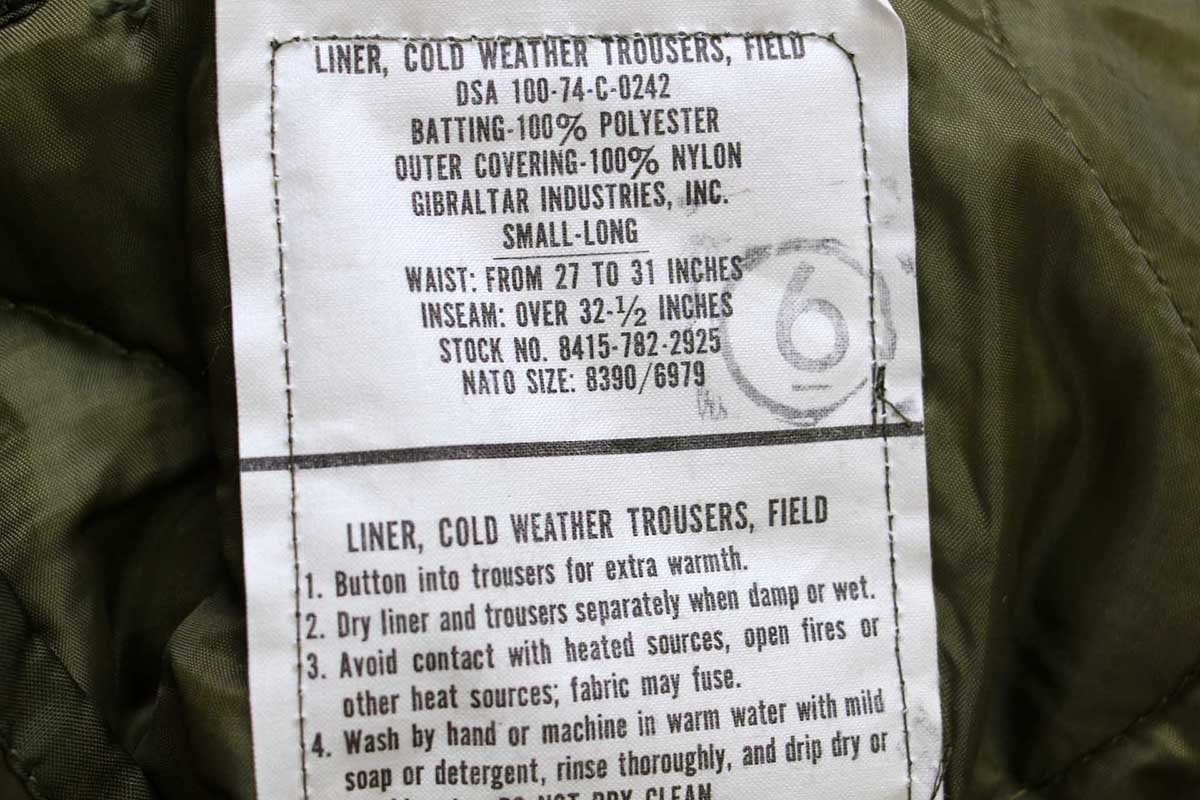 LINER, COLD WEATHER TROUSERS, FIELD
DSA 100-74-C-0242
BATTING-100% POLYESTER
OUTER COVERING-100% NYLON
GIBRALTAR INDUSTRIES, INC.
SMALL-LONG
WAIST: FROM 27 TO 31 INCHES
INSEAM: OVER 32-½ INCHES
STOCK NO. 8415-782-2925
NATO SIZE: 8390/6979
6
LINER, COLD WEATHER TROUSERS, FIELD
1. Button into trousers for extra warmth.
2. Dry liner and trousers separately when damp or wet.
3. Avoid contact with heated sources, open fires or
other heat sources; fabric may fuse.
4. Wash by hand or machine in warm water with mild
soap or detergent, rinse thoroughly, and drip dry or
DO NOT DRY CLEAN